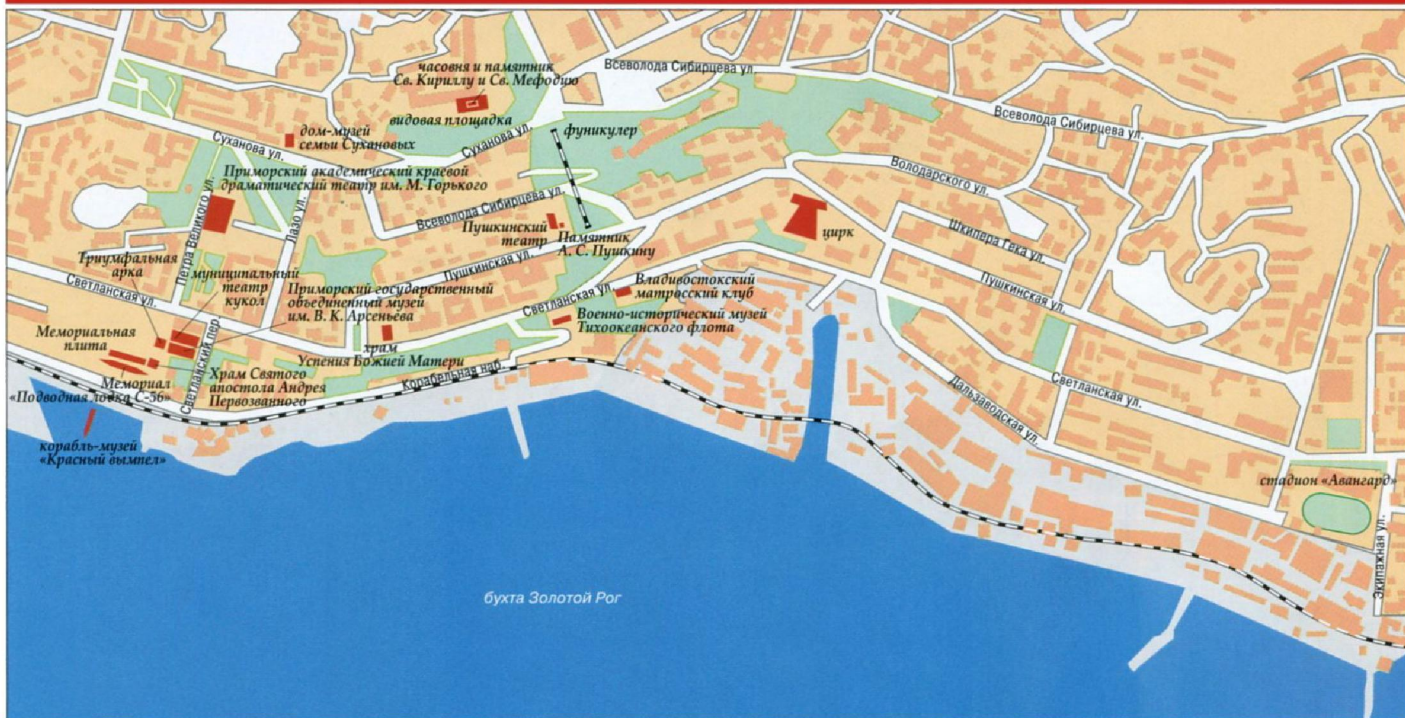 часовня и памятник
Св. Кириллу и Св. Мефодию
Всеволода Сибирцева ул.
видовая площадка
Суханова ул.
фуникулер
Всеволода Сибирцева ул.
дом-музей
семьи Сухановых
Суханова ул.
Приморский академический краевой
драматический театр им. М. Горького
Володарского ул.
Петра Великого ул.
Лазо ул.
Всеволода Сибирцева ул.
Пушкинский
театр
Памятник
А. С. Пушкину
цирк
Шкипера Гека ул.
Триумфальная
арка
муниципальный
театр
кукол
Пушкинская ул.
Пушкинская ул.
Светланская ул.
Приморский государственный
объединенный музей
им. В. К. Арсеньева
Светланская ул.
Владивостокский
матросский клуб
Военно-исторический музей
Тихоокеанского флота
Мемориальная
плита
Светланский пер.
храм
Успения Божией Матери
Корабельная наб.
Мемориал
«Подводная лодка С-56»
Храм Святого
апостола Андрея
Первозванного
Светланская ул.
Дальзаводская ул.
корабль-музей
«Красный вымпел»
стадион «Авангард»
Экипажная ул.
бухта Золотой Рог